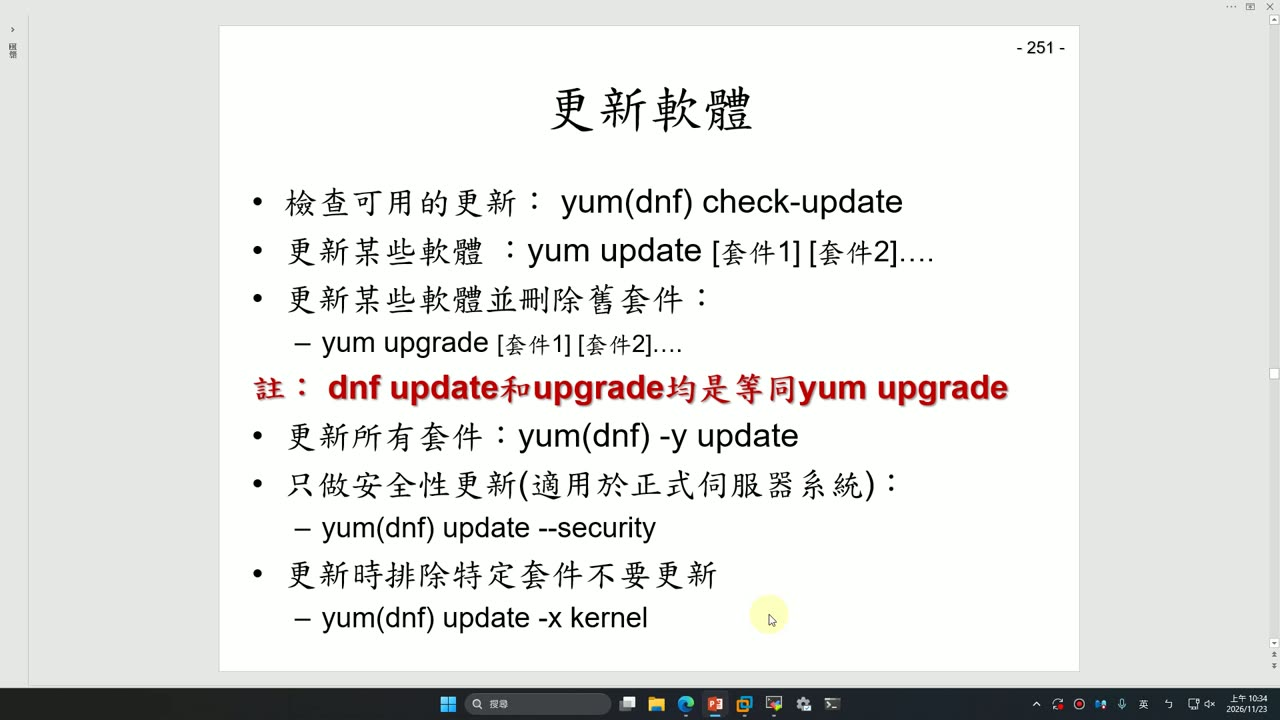 - 251 -
更新軟體
• 檢查可用的更新： yum(dnf) check-update
• 更新某些軟體 ：yum update [套件1] [套件2]….
• 更新某些軟體並刪除舊套件：
– yum upgrade [套件1] [套件2]….
註： dnf update和upgrade均是等同yum upgrade
• 更新所有套件：yum(dnf) -y update
• 只做安全性更新(適用於正式伺服器系統)：
– yum(dnf) update --security
• 更新時排除特定套件不要更新
– yum(dnf) update -x kernel
搜尋
英
ㄅ
上午 10:34
2026/11/23